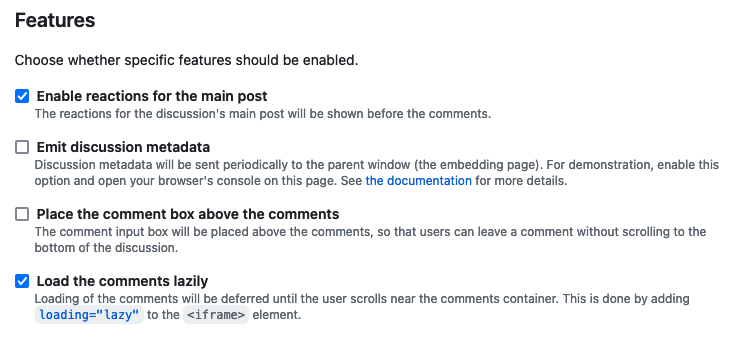 Features
Choose whether specific features should be enabled.
Enable reactions for the main post
The reactions for the discussion's main post will be shown before the comments.
Emit discussion metadata
Discussion metadata will be sent periodically to the parent window (the embedding page). For demonstration, enable this
option and open your browser's console on this page. See the documentation for more details.
Place the comment box above the comments
The comment input box will be placed above the comments, so that users can leave a comment without scrolling to the
bottom of the discussion.
Load the comments lazily
Loading of the comments will be deferred until the user scrolls near the comments container. This is done by adding
loading="lazy" to the <iframe> element.